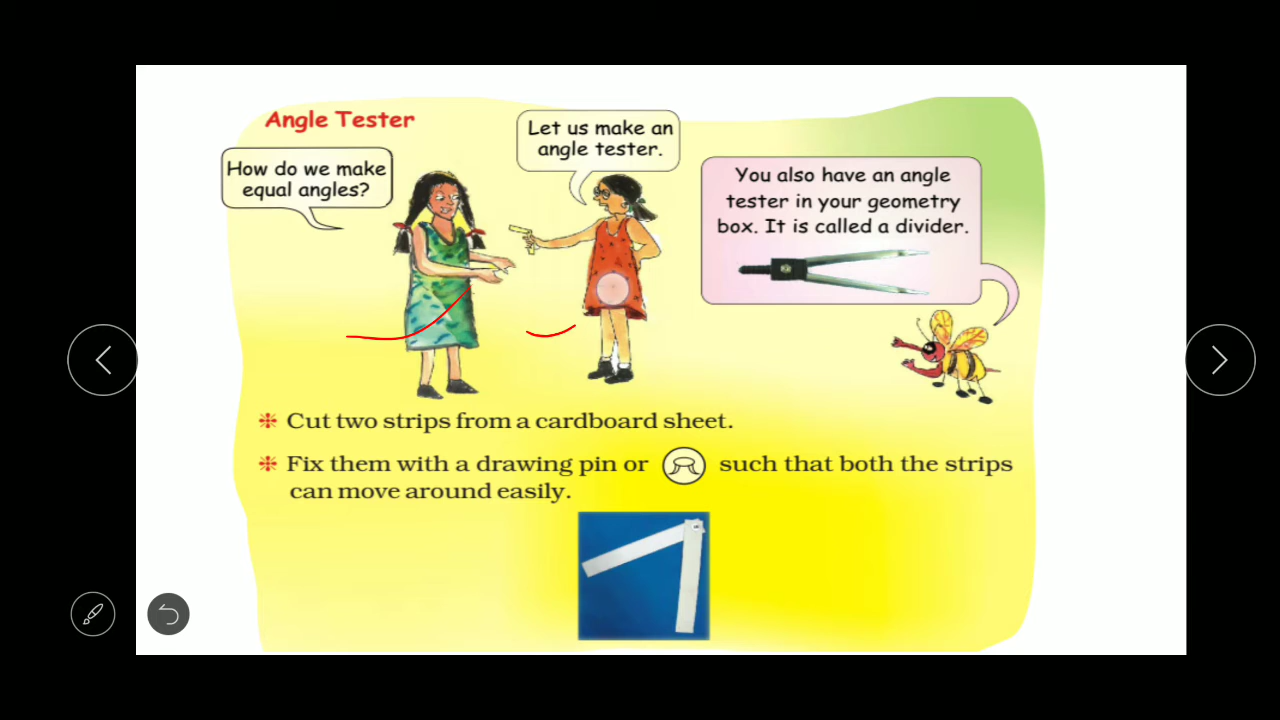 Angle Tester
How do we make
equal angles?
Let us make an
angle tester.
You also have an angle
tester in your geometry
box. It is called a divider.
❉ Cut two strips from a cardboard sheet.
❉ Fix them with a drawing pin or such that both the strips
can move around easily.